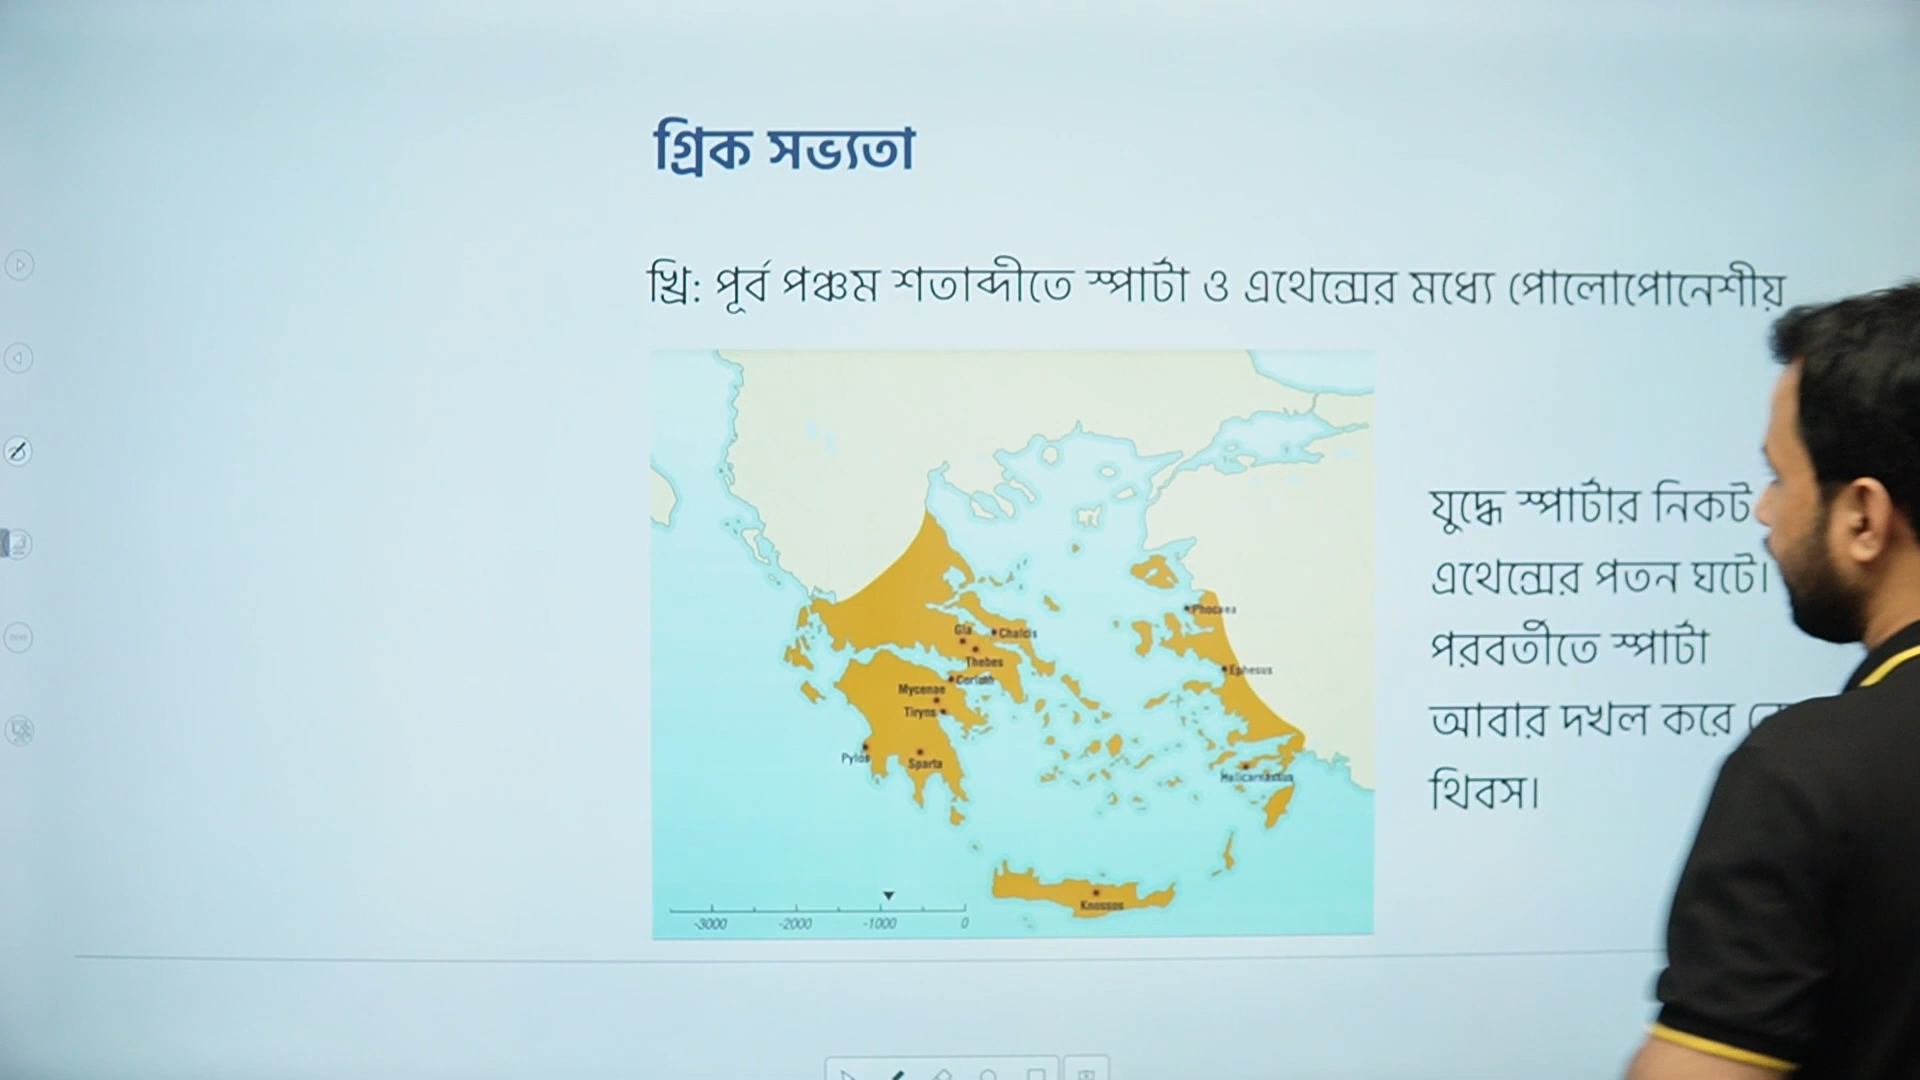 গ্রিক সভ্যতা
খ্রি: পূর্ব পঞ্চম শতাব্দীতে স্পার্টা ও এথেন্সের মধ্যে পোলোপোনেশীয়
যুদ্ধে স্পার্টার নিকট
এথেন্সের পতন ঘটে।
পরবর্তীতে স্পার্টা
আবার দখল করে
থিবস।
Phocaea
Gla
Chalcis
Thebes
Ephesus
Corinth
Mycenae
Tiryns
Pylos
Sparta
Halicarnassus
Knossos
-3000 -2000 -1000 0